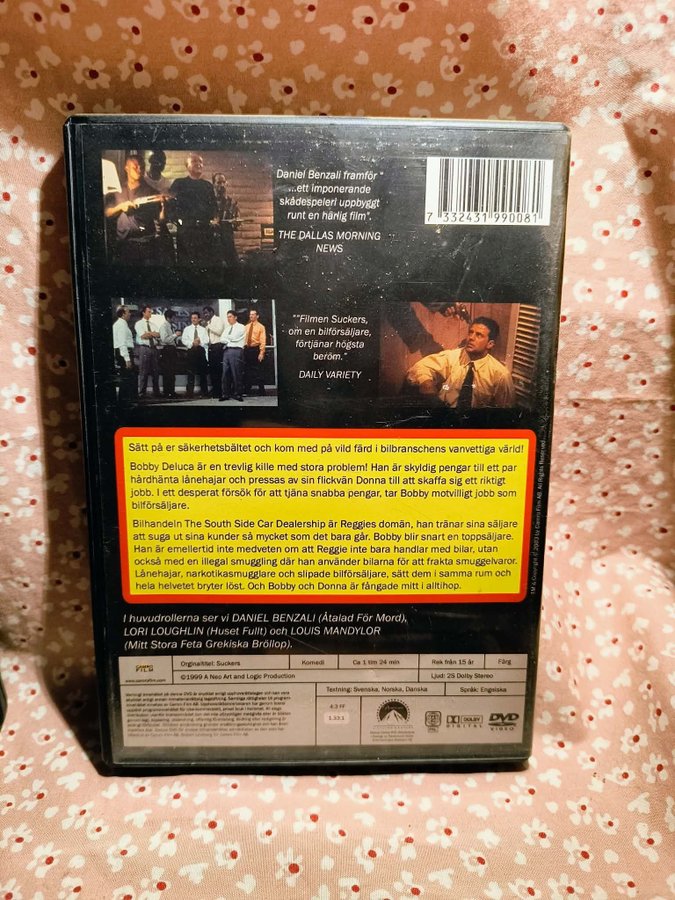 Daniel Benzali framför "
...ett imponerande
skådespeleri uppbyggt
runt en härlig film".
THE DALLAS MORNING
NEWS
7 332431 990081
""Filmen Suckers,
om en bilförsäljare,
förtjänar högsta
beröm."
DAILY VARIETY
Sätt på er säkerhetsbältet och kom med på vild färd i bilbranschens vanvettiga värld!
Bobby Deluca är en trevlig kille med stora problem! Han är skyldig pengar till ett par
hårdhänta lånehajar och pressas av sin flickvän Donna till att skaffa sig ett riktigt
jobb. I ett desperat försök för att tjäna snabba pengar, tar Bobby motvilligt jobb som
bilförsäljare.
Bilhandeln The South Side Car Dealership är Reggies domän, han tränar sina säljare
att suga ut sina kunder så mycket som det bara går. Bobby blir snart en toppsäljare.
Han är emellertid inte medveten om att Reggie inte bara handlar med bilar, utan
också med en illegal smuggling där han använder bilarna för att frakta smuggelvaror.
Lånehajar, narkotikasmugglare och slipade bilförsäljare, sätt dem i samma rum och
hela helvetet bryter löst. Och Bobby och Donna är fångade mitt i alltihop.
I huvudrollerna ser vi DANIEL BENZALI (Åtalad För Mord),
LORI LOUGHLIN (Huset Fullt) och LOUIS MANDYLOR
(Mitt Stora Feta Grekiska Bröllop).
FILM
Orginaltitel: Suckers
Komedi
Ca 1 tim 24 min
Rek från 15 år
Färg
©1999 A Neo Art and Logic Production
Ljud: 2S Dolby Stereo
Textning: Svenska, Norska, Danska
Språk: Engelska
4:3 FF
1.33:1
DOLBY
DIGITAL
DVD
VIDEO